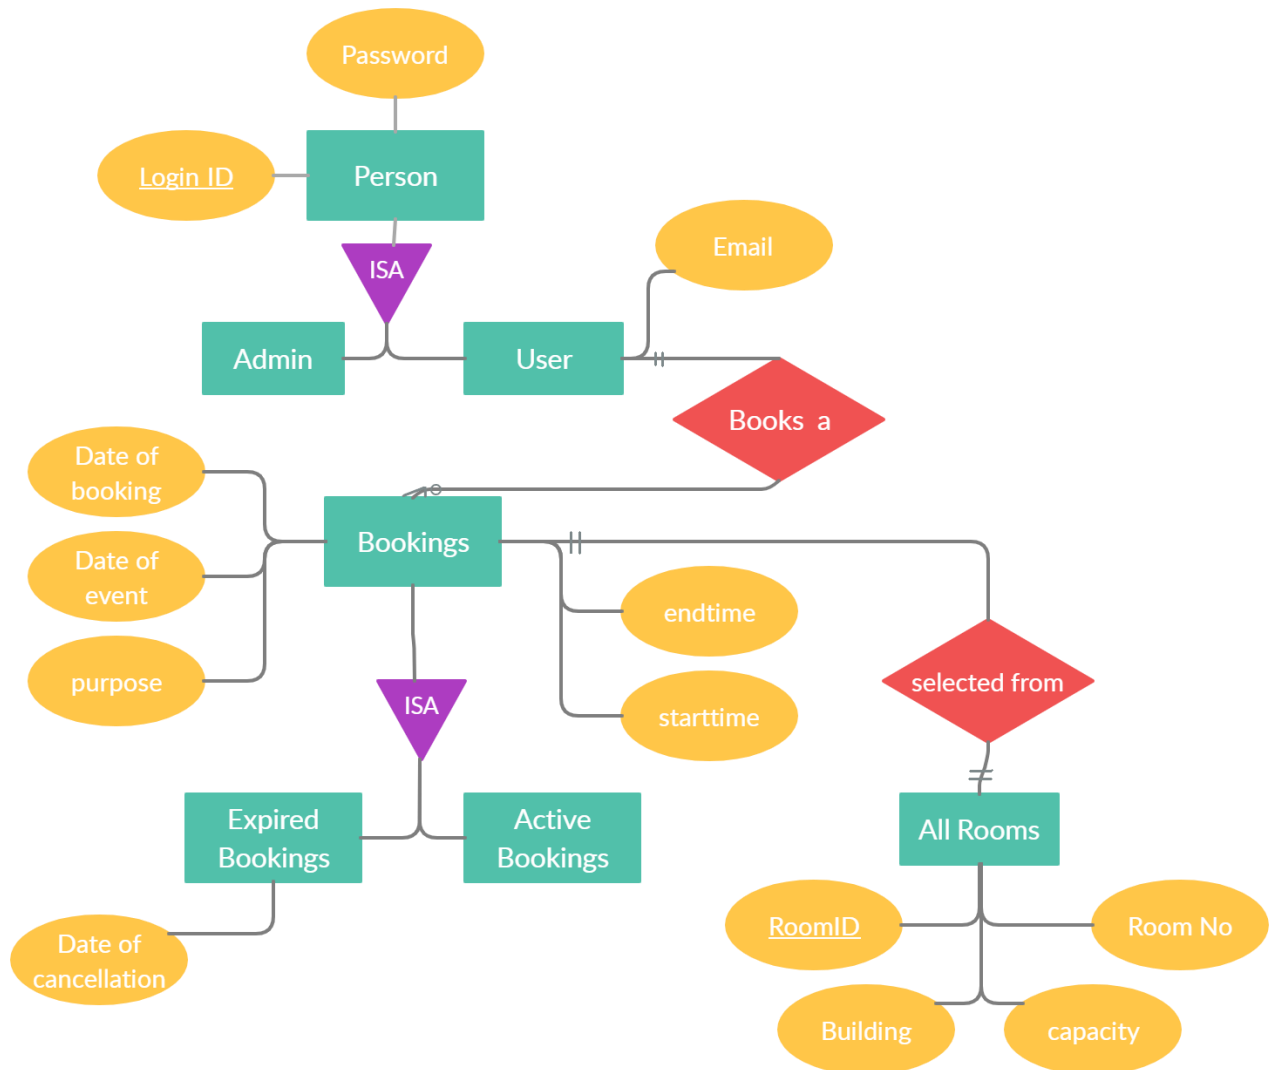 Password
Login ID
Person
Email
ISA
Admin
User
Books a
Date of
booking
Bookings
Date of
event
endtime
purpose
selected from
ISA
starttime
Expired
Bookings
Active
Bookings
All Rooms
RoomID
Room No
Date of
cancellation
Building
capacity